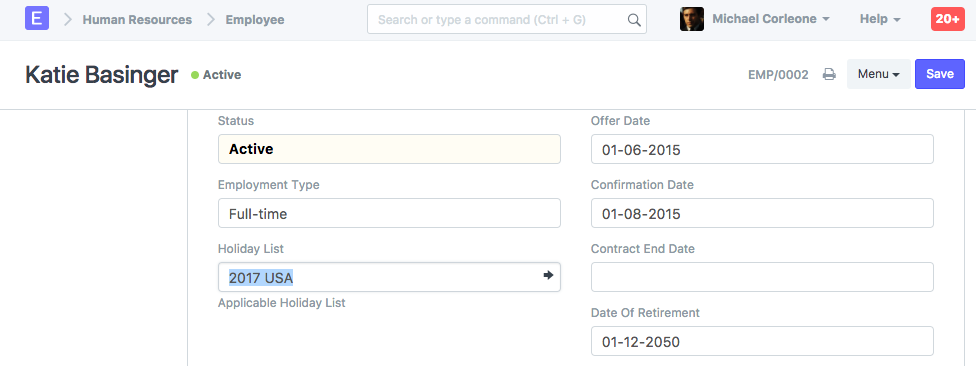 E Human Resources Employee Search or type a command (Ctrl + G) Michael Corleone Help 20+
Katie Basinger Active EMP/0002 Menu Save
Status
Active
Employment Type
Full-time
Holiday List
2017 USA
Applicable Holiday List
Offer Date
01-06-2015
Confirmation Date
01-08-2015
Contract End Date
Date Of Retirement
01-12-2050